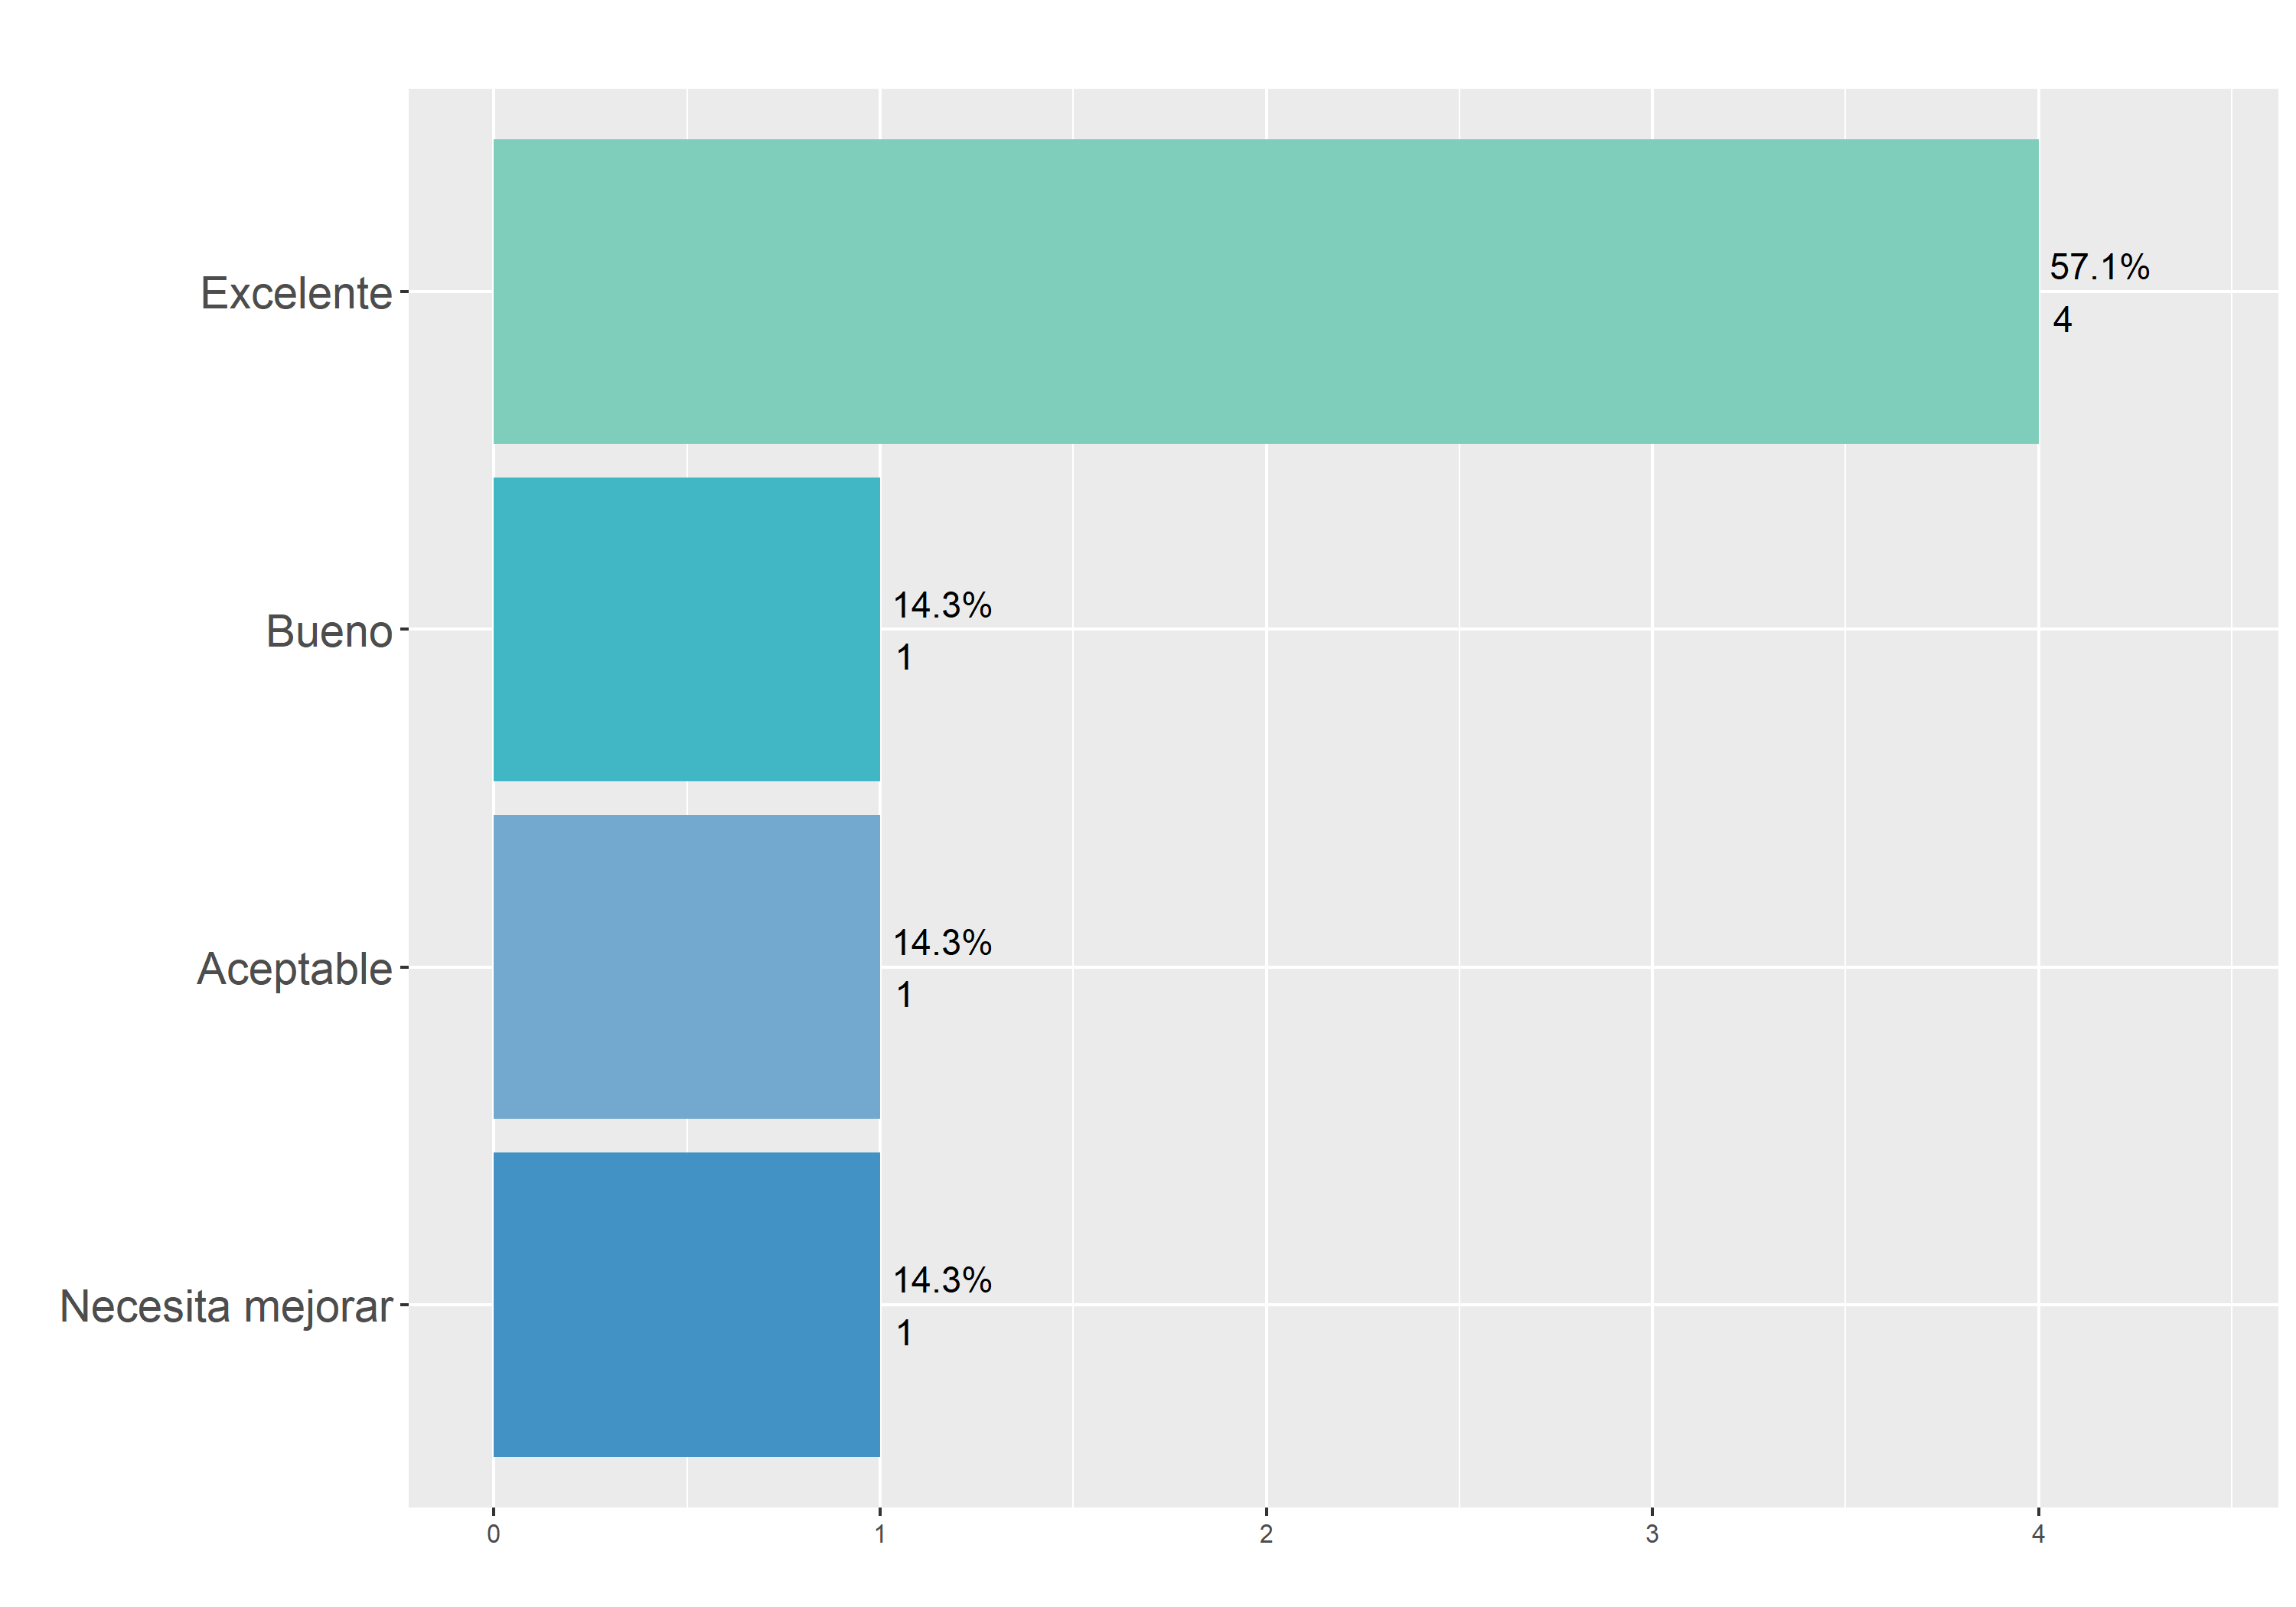 Excelente
57.1%
4
Bueno
14.3%
1
Aceptable
14.3%
1
Necesita mejorar
14.3%
1
0 1 2 3 4